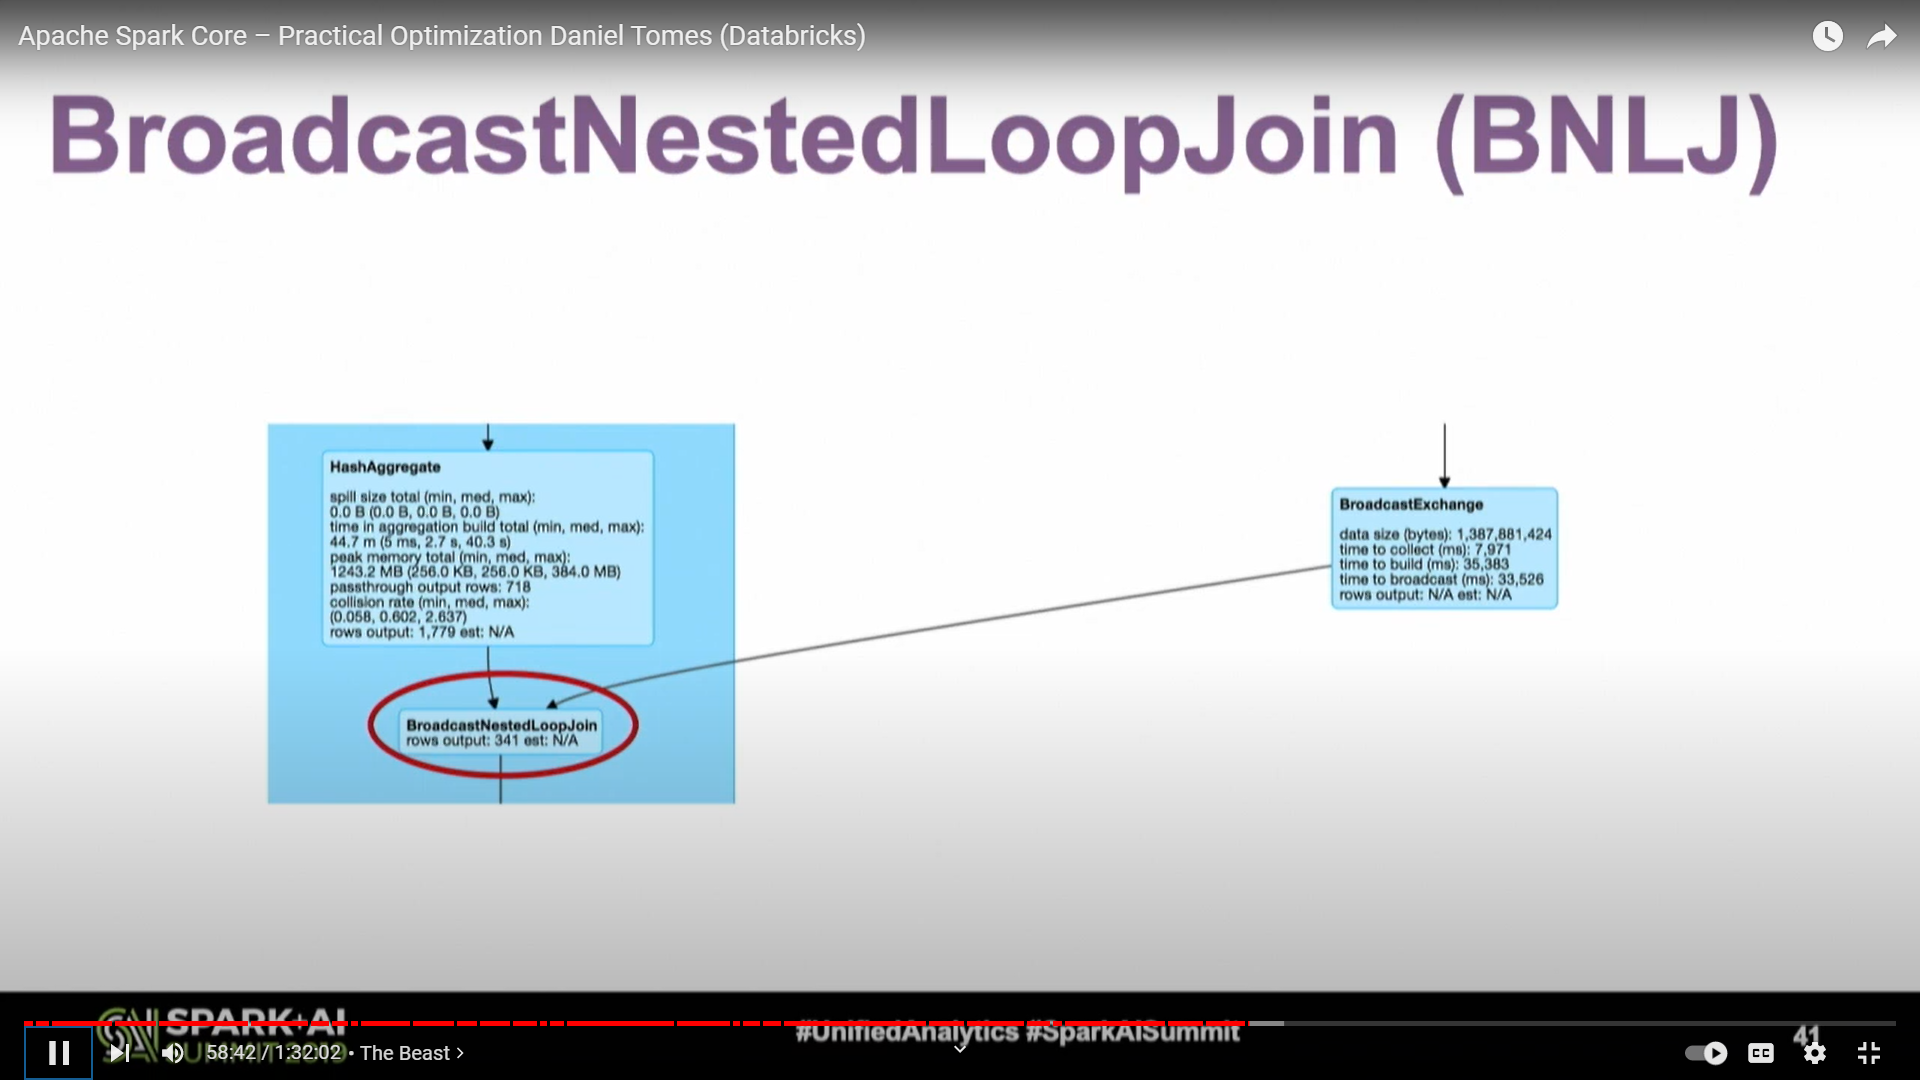 Apache Spark Core – Practical Optimization Daniel Tomes (Databricks)
BroadcastNestedLoopJoin (BNLJ)
HashAggregate
spill size total (min, med, max):
0.0 B (0.0 B, 0.0 B, 0.0 B)
time in aggregation build total (min, med, max):
44.7 m (5 ms, 2.7 s, 40.3 s)
peak memory total (min, med, max):
1243.2 MB (256.0 KB, 256.0 KB, 384.0 MB)
passthrough output rows: 718
collision rate (min, med, max):
(0.058, 0.602, 2.637)
rows output: 1,779 est: N/A
BroadcastExchange
data size (bytes): 1,387,881,424
time to collect (ms): 7,971
time to build (ms): 35,383
time to broadcast (ms): 33,526
rows output: N/A est: N/A
BroadcastNestedLoopJoin
rows output: 341 est: N/A
SPARK+AI
SUMMIT 2019
#UnifiedAnalytics #SparkAISummit
41
58:42 / 1:32:02 • The Beast
CC